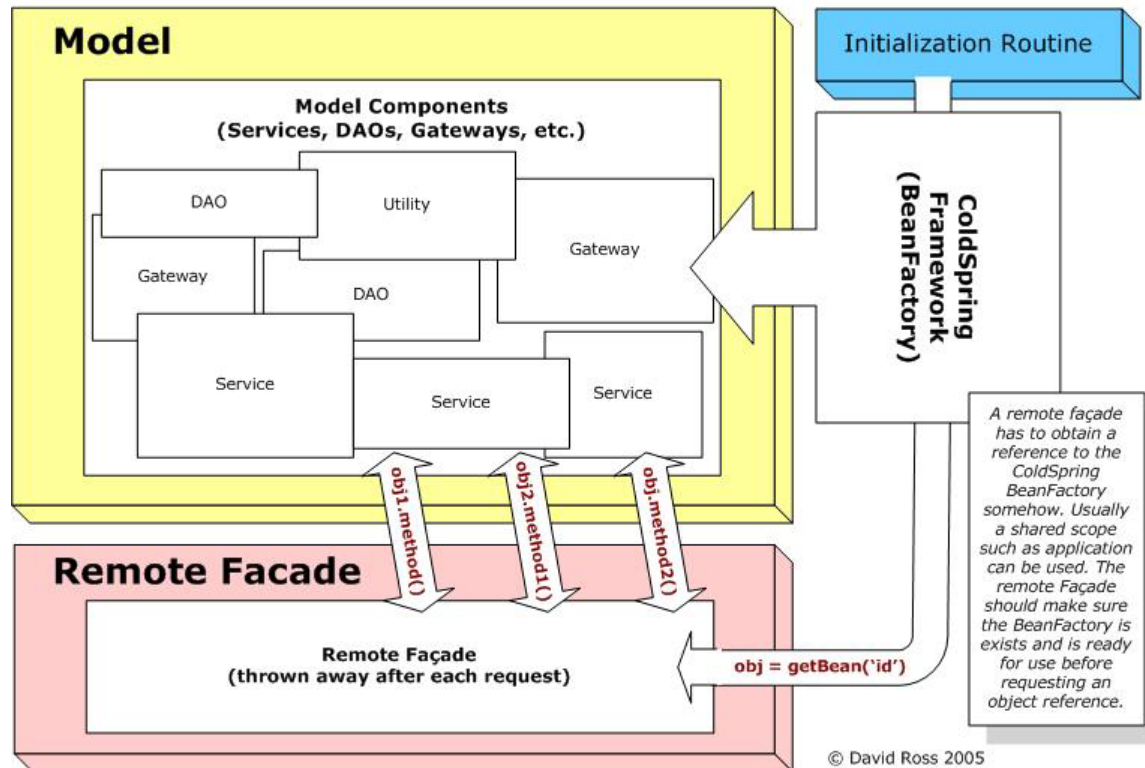 Model
Model Components
(Services, DAOs, Gateways, etc.)
DAO
Utility
Gateway
Gateway
DAO
Service
Service
Service
Initialization Routine
ColdSpring
Framework
(BeanFactory)
obj1.method()
obj2.method1()
obj.method2()
Remote Facade
Remote Façade
(thrown away after each request)
obj = getBean(‘id’)
A remote façade
has to obtain a
reference to the
ColdSpring
BeanFactory
somehow. Usually
a shared scope
such as application
can be used. The
remote Façade
should make sure
the BeanFactory is
exists and is ready
for use before
requesting an
object reference.
© David Ross 2005